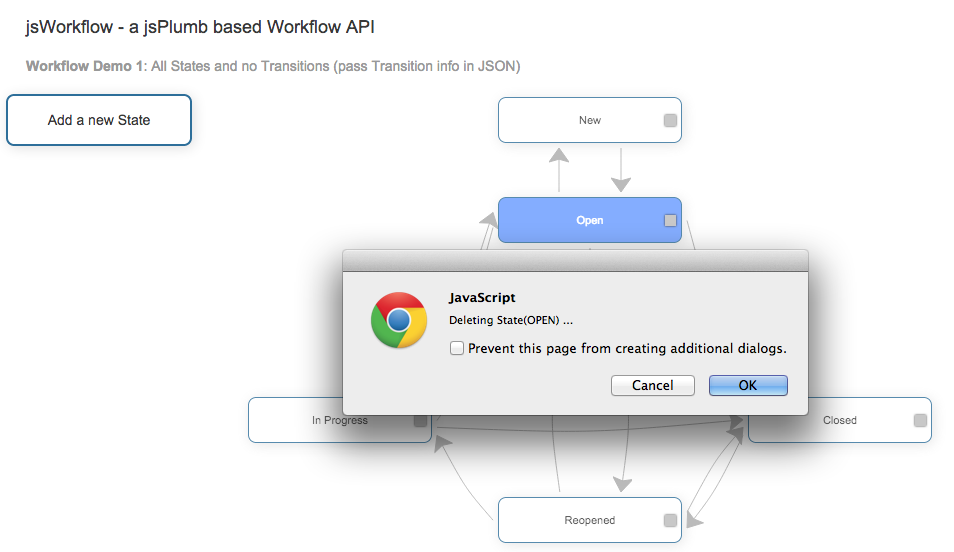 jsWorkflow - a jsPlumb based Workflow API
Workflow Demo 1: All States and no Transitions (pass Transition info in JSON)
Add a new State
New
Open
JavaScript
Deleting State(OPEN) ...
Prevent this page from creating additional dialogs.
Cancel
OK
In Progress
Closed
Reopened